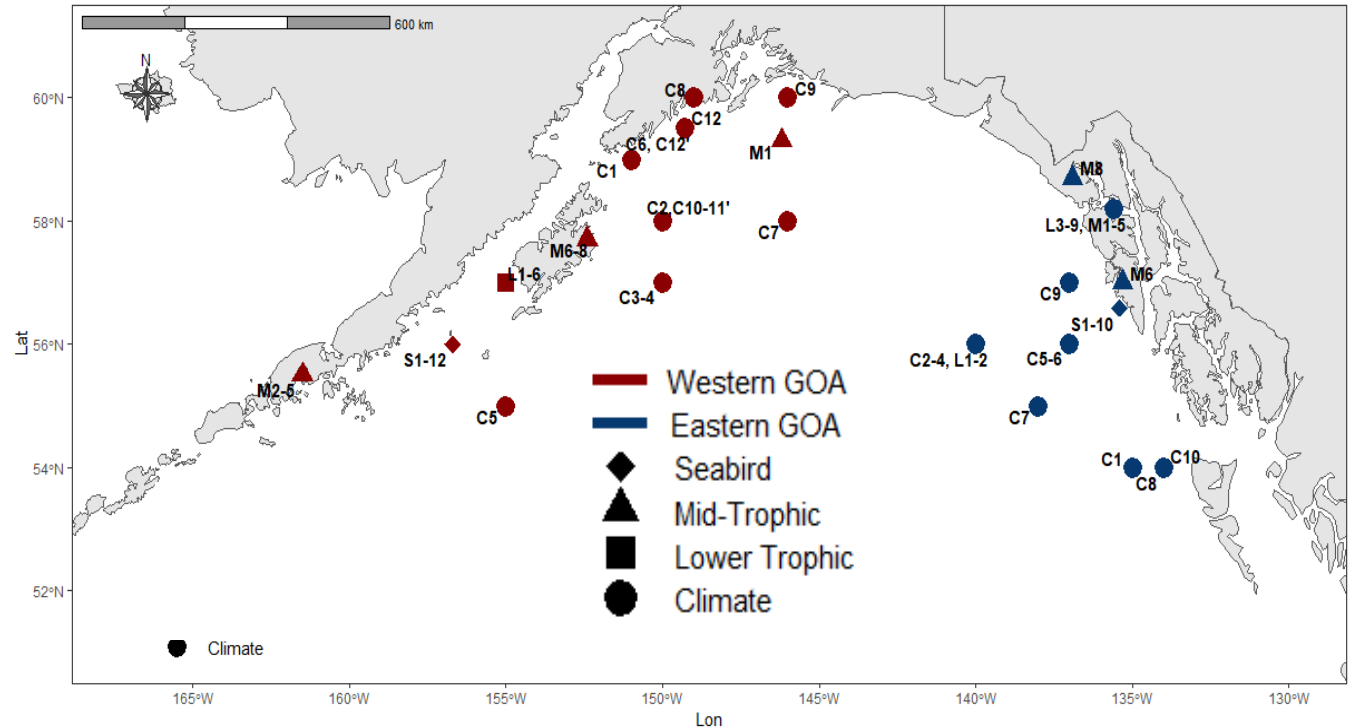 600 km
N
60°N
58°N
56°N
54°N
52°N
Lat
C8
C9
C12
C6, C12'
M1
C1
M8
C2,C10-11'
C7
L3-9, M1-5
M6-8
L1-6
M6
C3-4
C9
S1-10
S1-12
C2-4, L1-2
C5-6
M2-5
C5
C7
C1
C10
C8
Western GOA
Eastern GOA
Seabird
Mid-Trophic
Lower Trophic
Climate
Climate
165°W
160°W
155°W
150°W
145°W
140°W
135°W
130°W
Lon